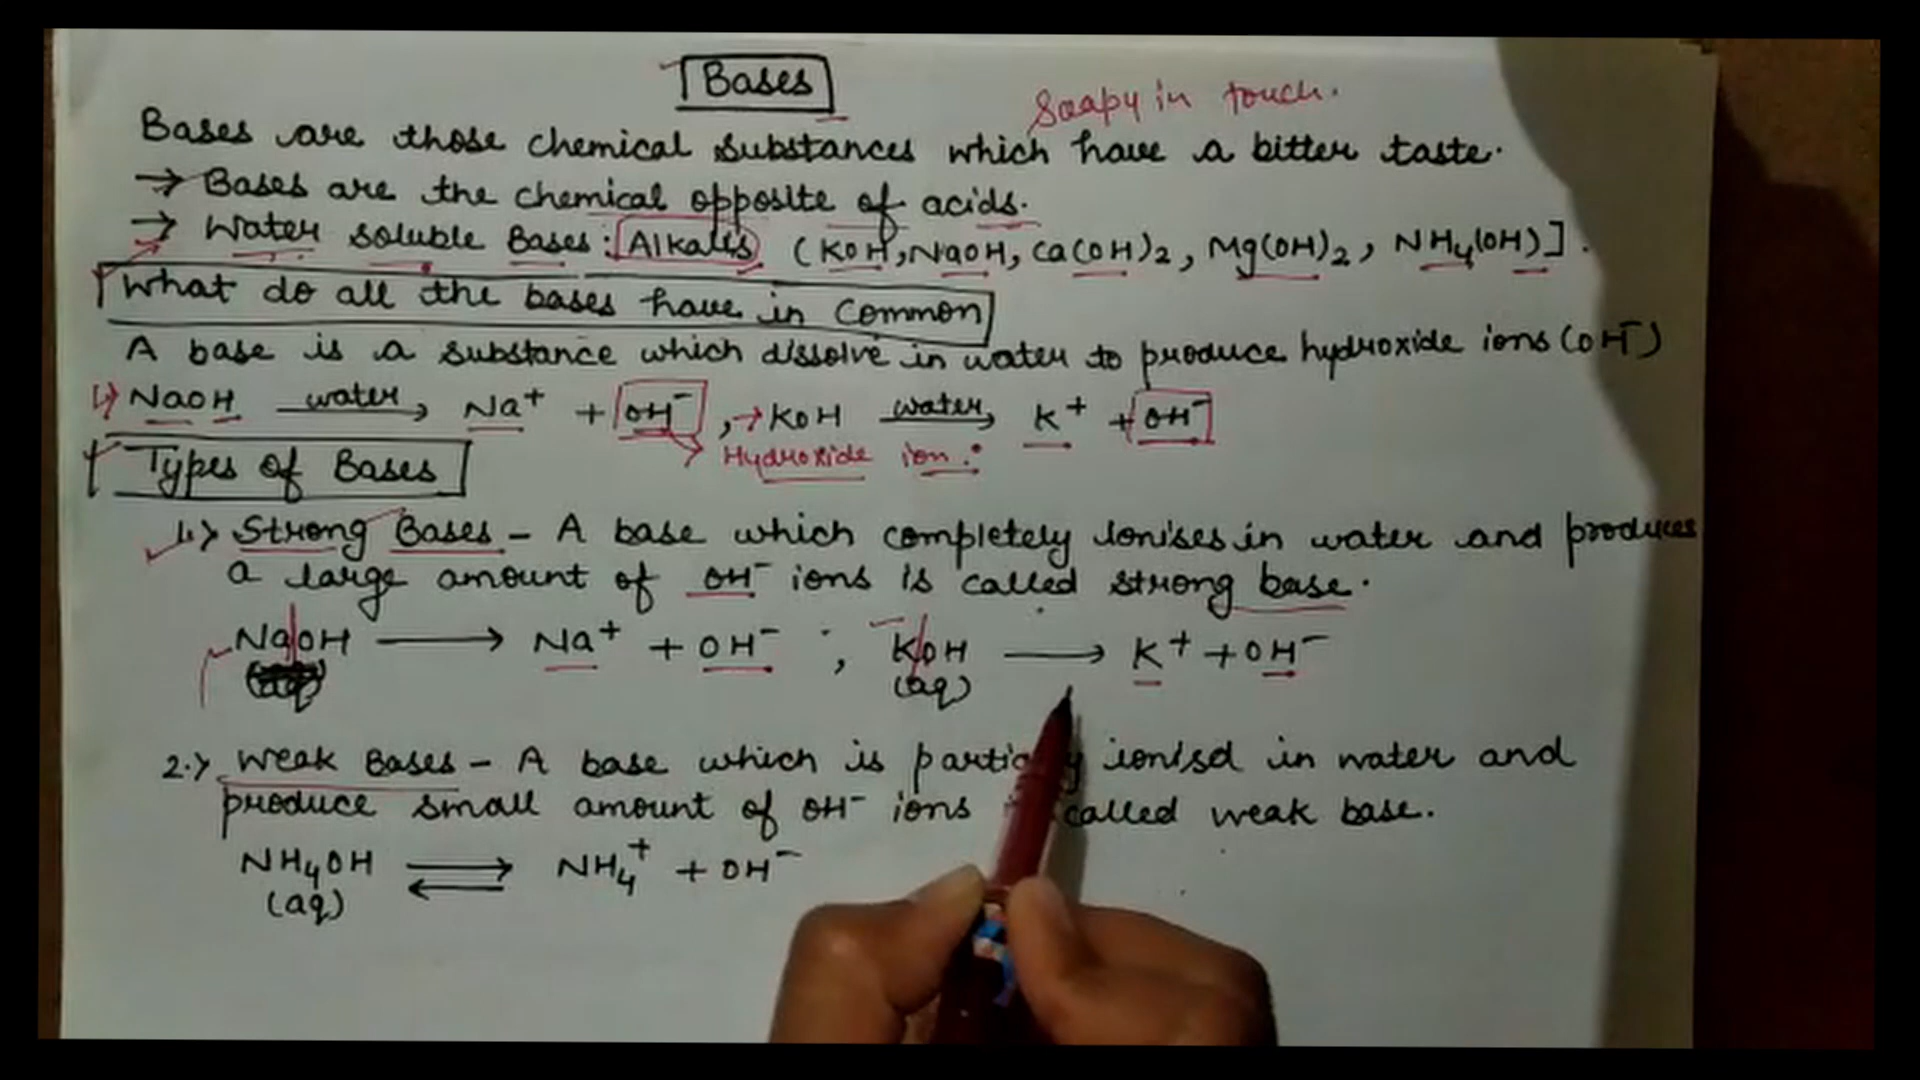 Bases
Soapy in touch.
Bases are those chemical substances which have a bitter taste.
→ Bases are the chemical opposite of acids.
→ Water soluble Bases : Alkalis (KOH, NaOH, Ca(OH)2, Mg(OH)2, NH4(OH)].
What do all the bases have in common
A base is a substance which dissolve in water to produce hydroxide ions (OH⁻)
NaOH water→ Na⁺ + OH⁻, → KOH water→ K⁺ + OH⁻
→ Hydroxide ion.
Types of Bases
1.) Strong Bases - A base which completely Ionises in water and produces
a large amount of OH⁻ ions is called strong base.
NaOH → Na⁺ + OH⁻ ; KOH → K⁺ + OH⁻
(aq) (aq)
2.) Weak Bases - A base which is ionisd in water and
produce small amount of OH⁻ ions called weak base.
NH4OH ⇌ NH4⁺ + OH⁻
(aq)